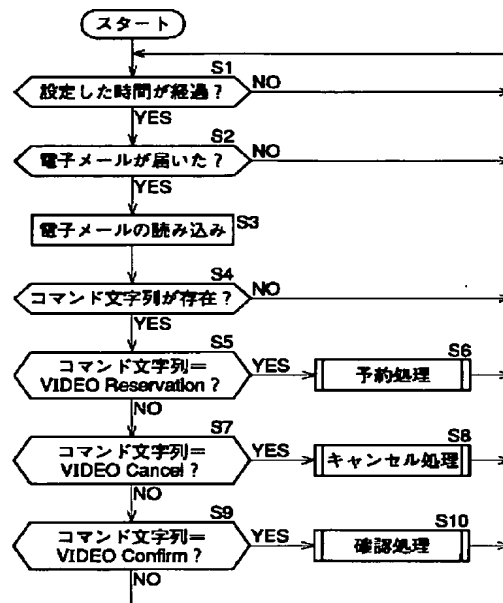 スタート
S1
設定した時間が経過？
NO
YES
S2
電子メールが届いた？
NO
YES
電子メールの読み込み
S3
S4
コマンド文字列が存在？
NO
YES
S5
コマンド文字列＝
VIDEO Reservation？
YES
NO
S6
予約処理
S7
コマンド文字列＝
VIDEO Cancel？
YES
NO
S8
キャンセル処理
S9
コマンド文字列＝
VIDEO Confirm？
YES
NO
S10
確認処理